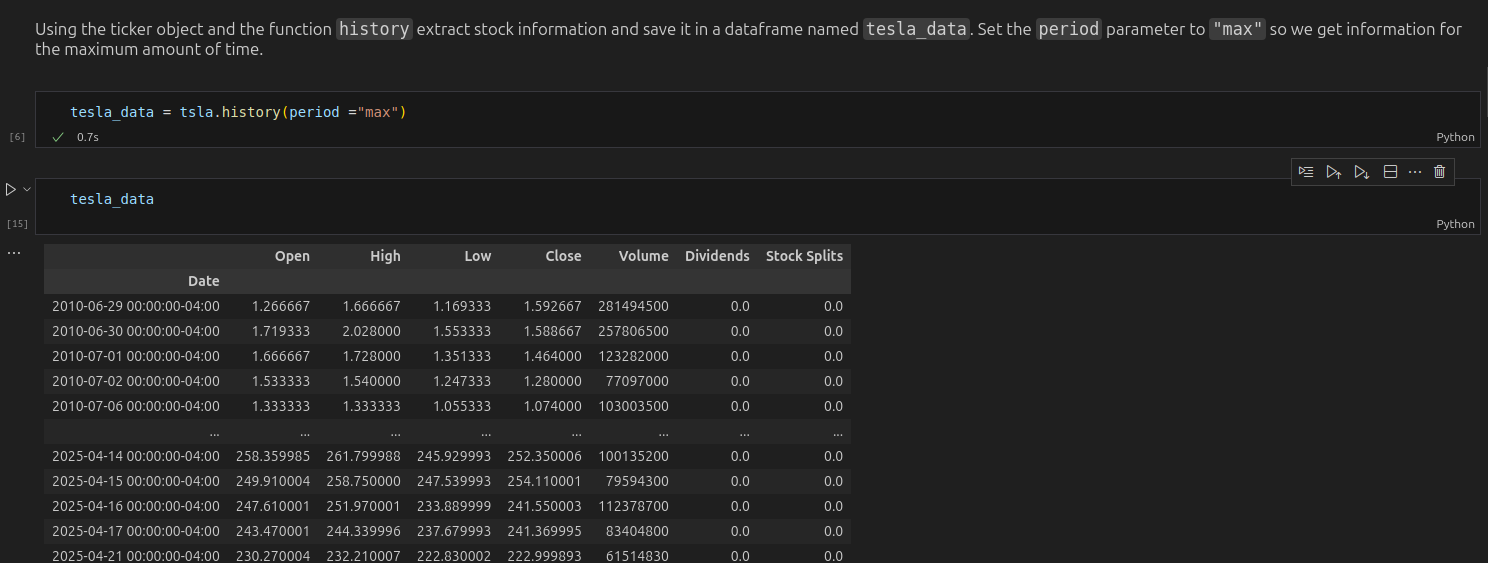 Using the ticker object and the function history extract stock information and save it in a dataframe named tesla_data. Set the period parameter to "max" so we get information for
the maximum amount of time.
tesla_data = tsla.history(period ="max")
[6] 0.7s Python
tesla_data
[15] Python
... Open High Low Close Volume Dividends Stock Splits
Date
2010-06-29 00:00:00-04:00 1.266667 1.666667 1.169333 1.592667 281494500 0.0 0.0
2010-06-30 00:00:00-04:00 1.719333 2.028000 1.553333 1.588667 257806500 0.0 0.0
2010-07-01 00:00:00-04:00 1.666667 1.728000 1.351333 1.464000 123282000 0.0 0.0
2010-07-02 00:00:00-04:00 1.533333 1.540000 1.247333 1.280000 77097000 0.0 0.0
2010-07-06 00:00:00-04:00 1.333333 1.333333 1.055333 1.074000 103003500 0.0 0.0
... ... ... ... ... ... ... ...
2025-04-14 00:00:00-04:00 258.359985 261.799988 245.929993 252.350006 100135200 0.0 0.0
2025-04-15 00:00:00-04:00 249.910004 258.750000 247.539993 254.110001 79594300 0.0 0.0
2025-04-16 00:00:00-04:00 247.610001 251.970001 233.889999 241.550003 112378700 0.0 0.0
2025-04-17 00:00:00-04:00 243.470001 244.339996 237.679993 241.369995 83404800 0.0 0.0
2025-04-21 00:00:00-04:00 230.270004 232.210007 222.830002 222.999893 61514830 0.0 0.0